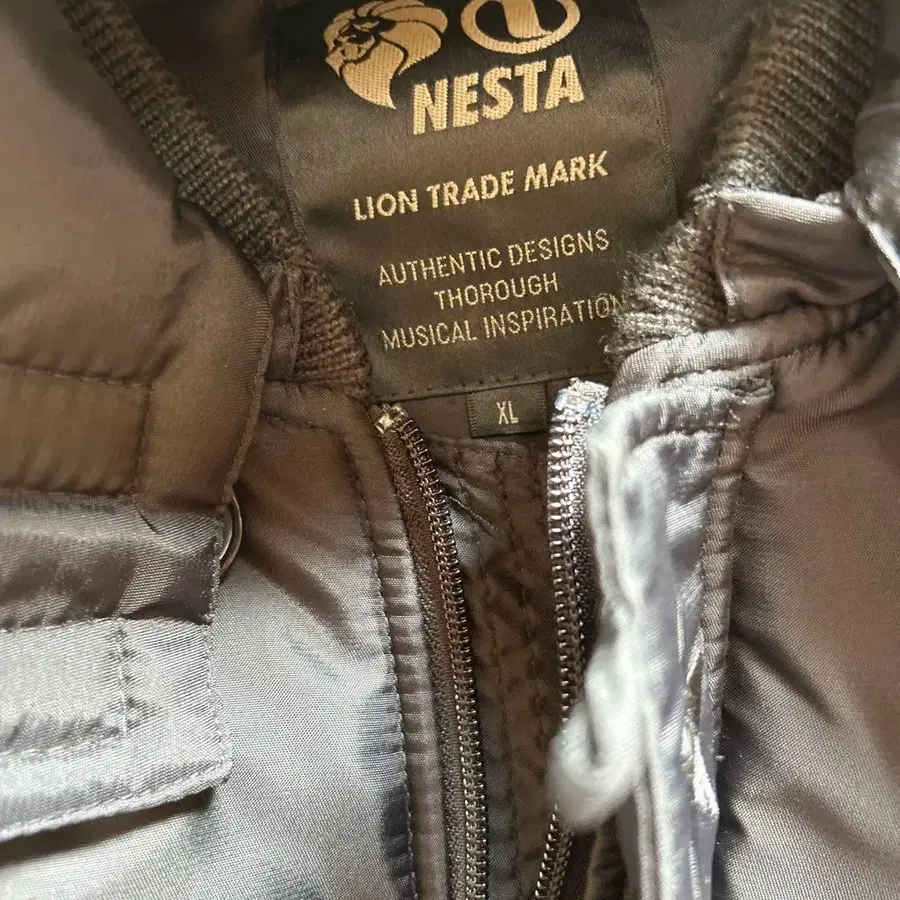 NESTA
LION TRADE MARK
AUTHENTIC DESIGNS
THOROUGH
MUSICAL INSPIRATION
XL